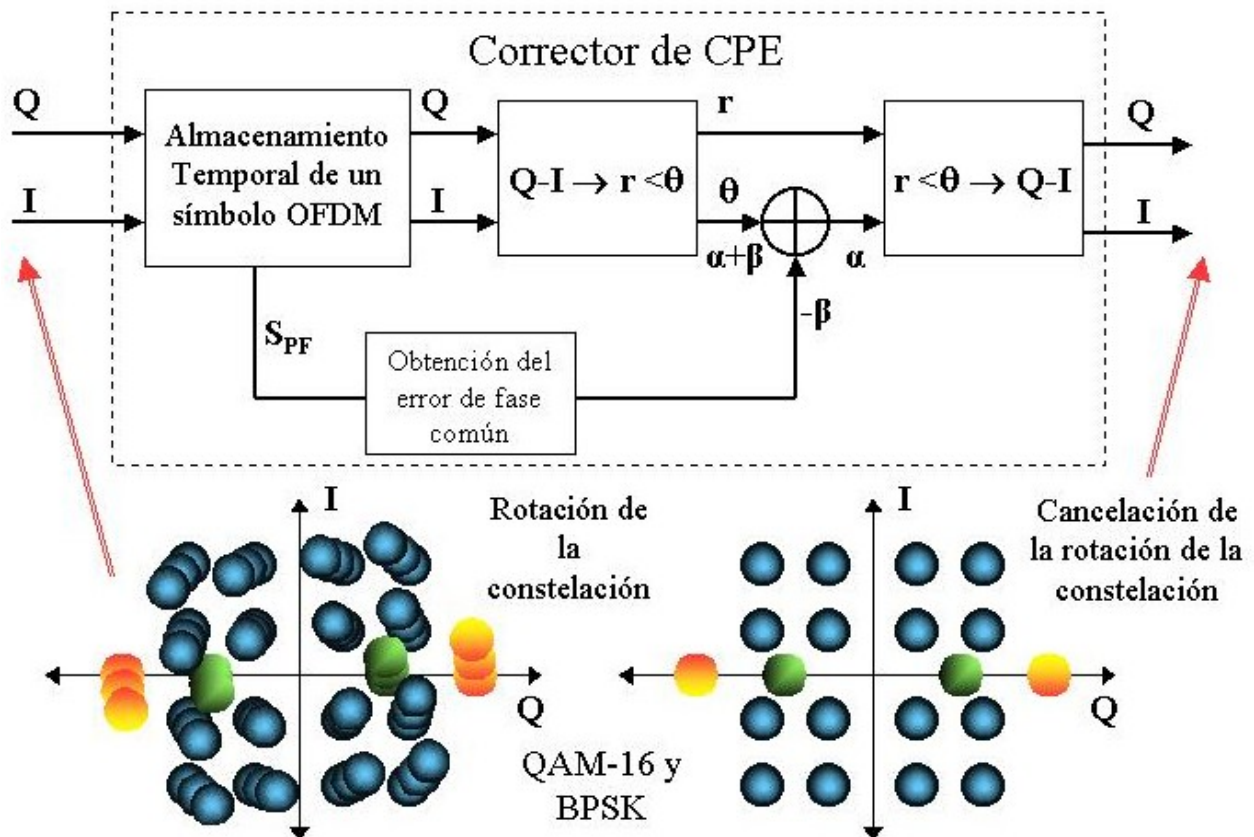 Corrector de CPE
Q
I
Almacenamiento
Temporal de un
símbolo OFDM
Q
I
Q-I → r <θ
r
θ
α+β
α
-β
r <θ → Q-I
Q
I
S_PF
Obtención del
error de fase
común
I
Q
Rotación de
la
constelación
QAM-16 y
BPSK
I
Q
Cancelación de
la rotación de la
constelación